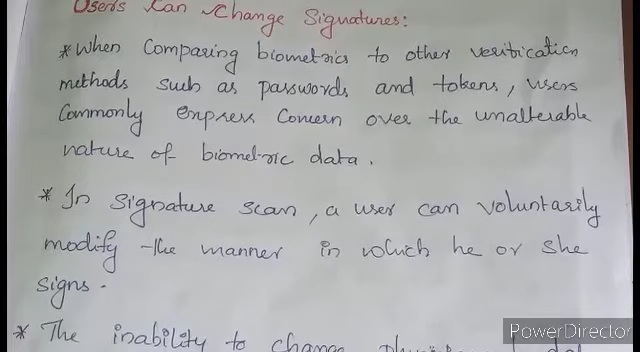 Users Can Change Signatures:
* When Comparing biometrics to other verification
methods such as passwords and tokens, users
Commonly express Concern over the unalterable
nature of biometric data.
* In Signature scan, a user can voluntarily
modify the manner in which he or she
signs.
* The inability to change
PowerDirector